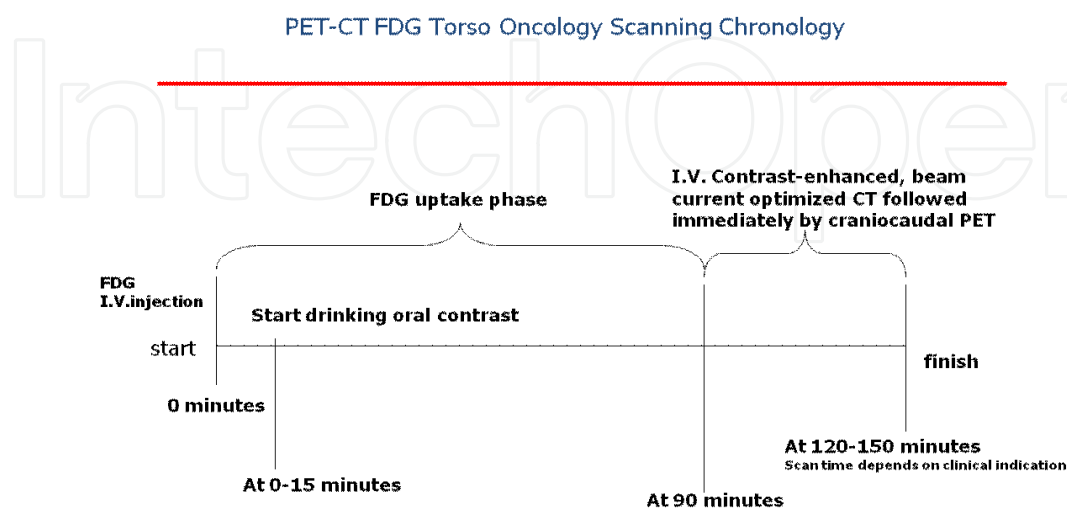 PET-CT FDG Torso Oncology Scanning Chronology
IntechOpen
I.V. Contrast-enhanced, beam
current optimized CT followed
immediately by craniocaudal PET
FDG uptake phase
FDG
I.V.injection
Start drinking oral contrast
start
finish
0 minutes
At 120-150 minutes
Scan time depends on clinical indication
At 0-15 minutes
At 90 minutes